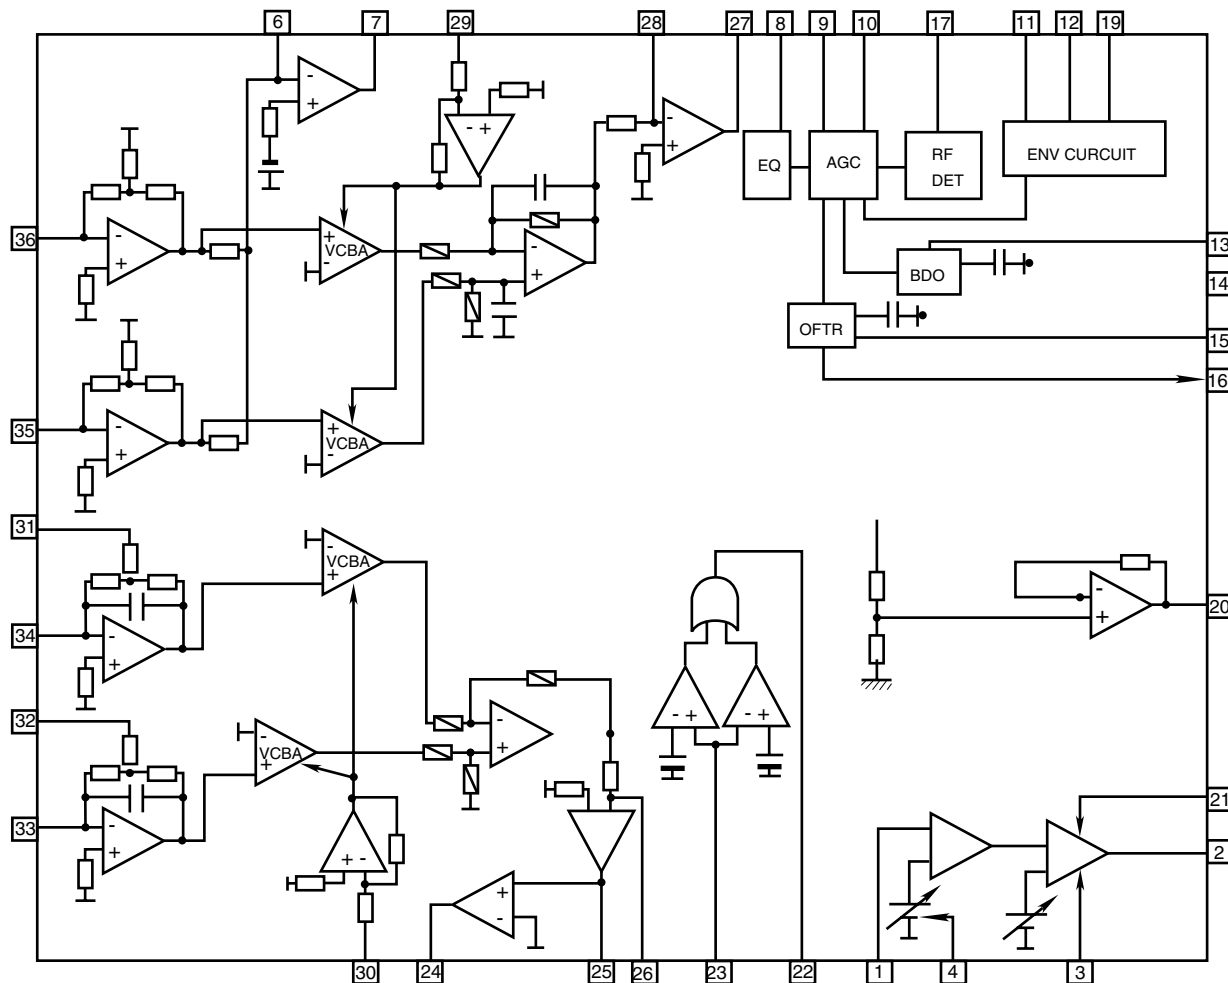 6 7 29 28 27 8 9 10 17 11 12 19
- +
- +
- +
EQ AGC RF DET ENV CURCUIT
36 - + + VCBA - - + 13
BDO
14
OFTR
15
16
35 - + + VCBA -
31
- VCBA +
34 - + - + 20
32
- VCBA + - + - + - +
33 - +
21
2
+ -
+ -
30 24 25 26 23 22 1 4 3